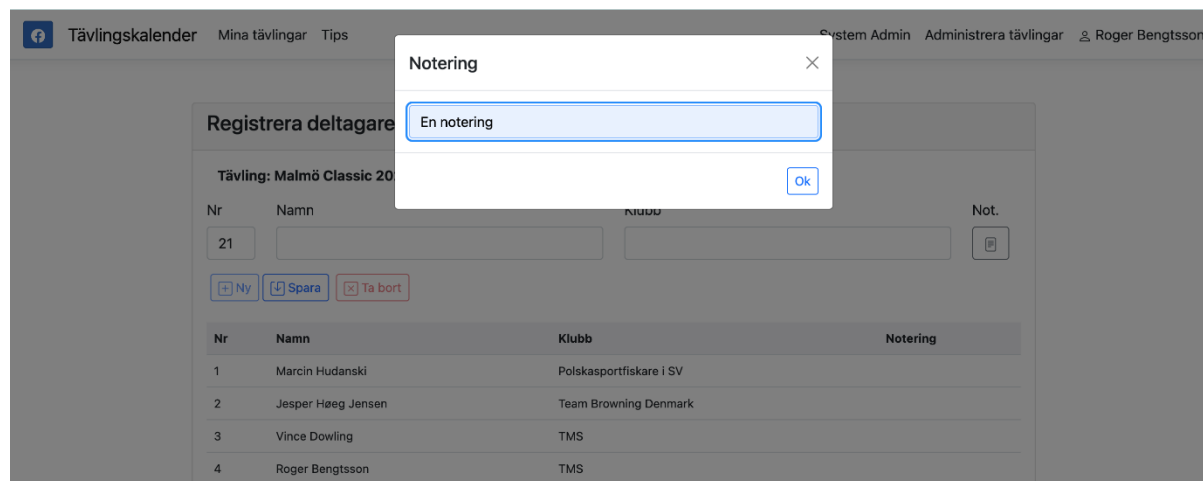 Tävlingskalender Mina tävlingar Tips System Admin Administrera tävlingar Roger Bengtsson
Notering
En notering
Ok
Registrera deltagare
Tävling: Malmö Classic 20
Nr Namn Klubb Not.
21
Ny Spara Ta bort
Nr Namn Klubb Notering
1 Marcin Hudanski Polskasportfiskare i SV
2 Jesper Høeg Jensen Team Browning Denmark
3 Vince Dowling TMS
4 Roger Bengtsson TMS